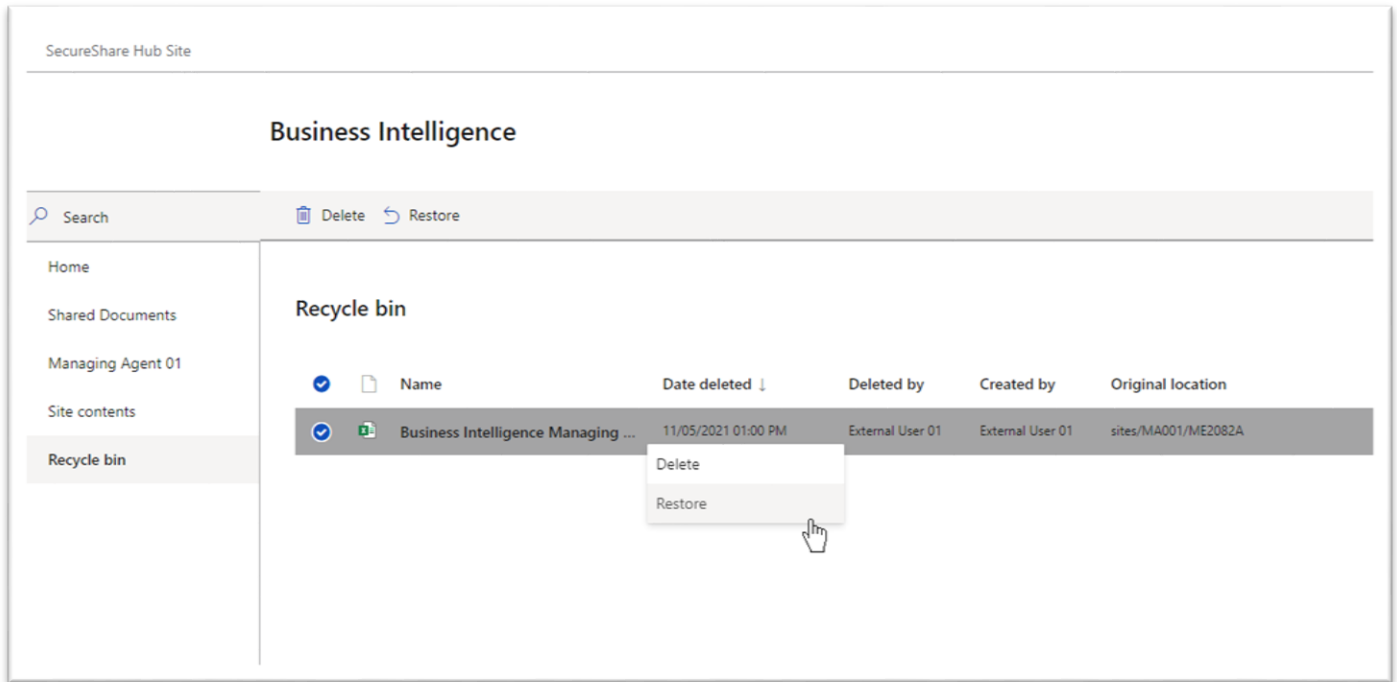 SecureShare Hub Site
Business Intelligence
Search
Delete Restore
Home
Shared Documents
Managing Agent 01
Site contents
Recycle bin
Recycle bin
Name Date deleted ↓ Deleted by Created by Original location
Business Intelligence Managing ... 11/05/2021 01:00 PM External User 01 External User 01 sites/MA001/ME2082A
Delete
Restore